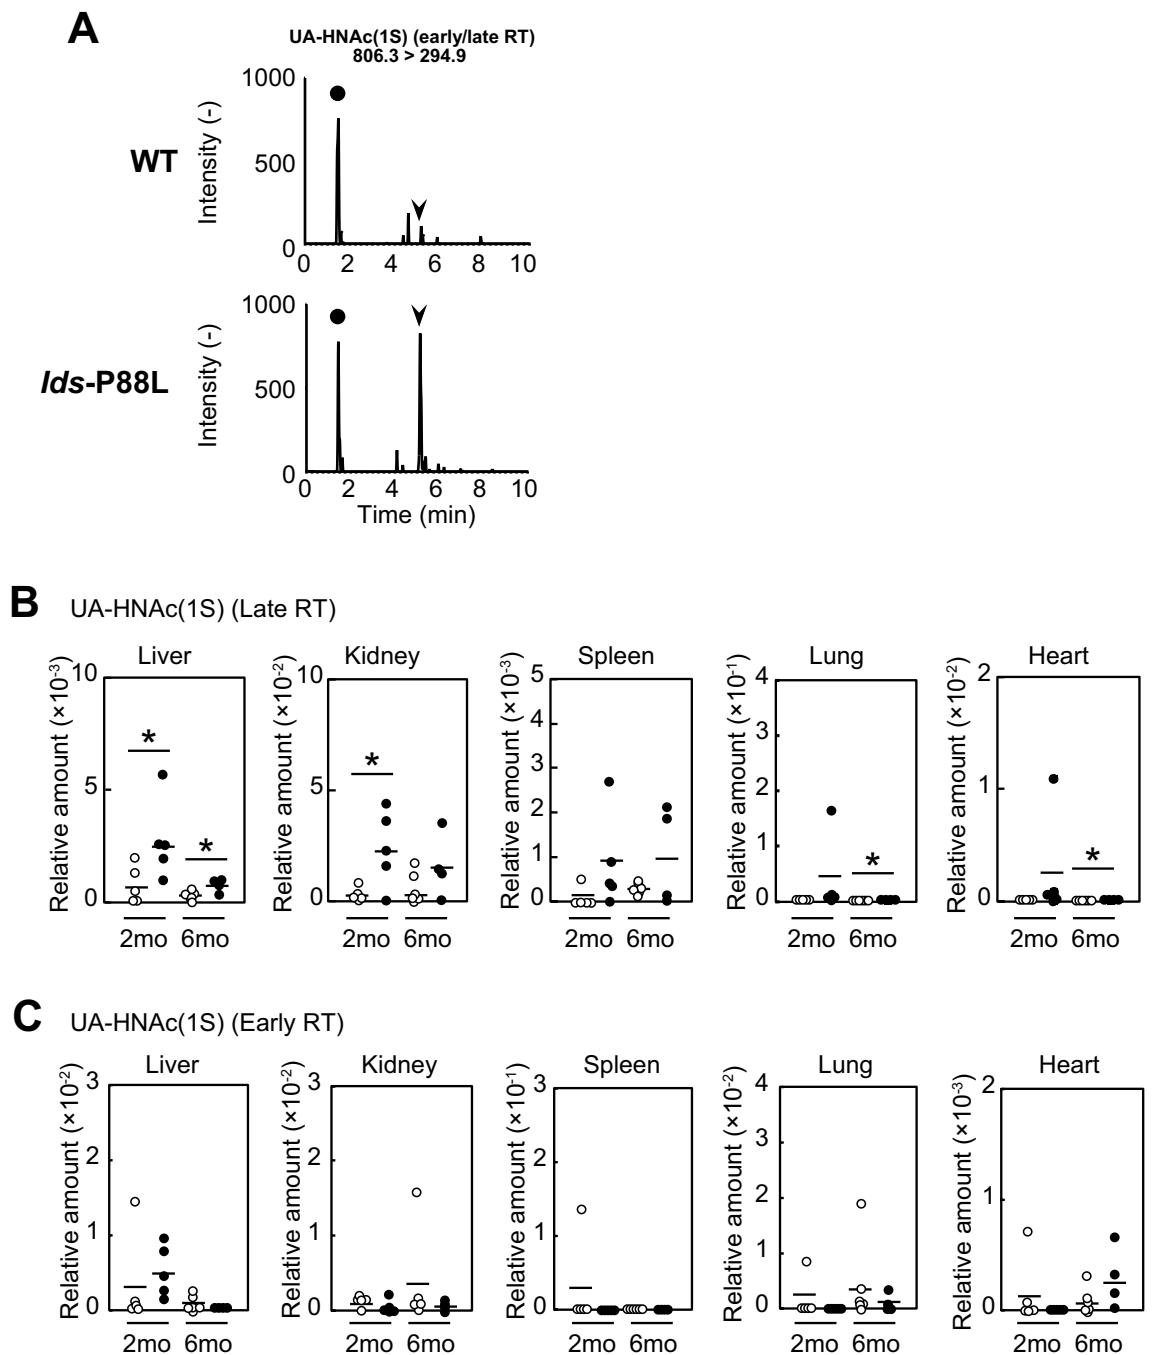 A
UA-HNAc(1S) (early/late RT)
806.3 > 294.9
WT
Intensity (-)
1000
500
0
0 2 4 6 8 10
Ids-P88L
Intensity (-)
1000
500
0
0 2 4 6 8 10
Time (min)
B UA-HNAc(1S) (Late RT)
Liver
Relative amount (×10-3)
10
5
0
*
*
2mo 6mo
Kidney
Relative amount (×10-2)
10
5
0
*
2mo 6mo
Spleen
Relative amount (×10-3)
5
4
3
2
1
0
2mo 6mo
Lung
Relative amount (×10-1)
4
3
2
1
0
*
2mo 6mo
Heart
Relative amount (×10-2)
2
1
0
*
2mo 6mo
C UA-HNAc(1S) (Early RT)
Liver
Relative amount (×10-2)
3
2
1
0
2mo 6mo
Kidney
Relative amount (×10-2)
3
2
1
0
2mo 6mo
Spleen
Relative amount (×10-1)
3
2
1
0
2mo 6mo
Lung
Relative amount (×10-2)
4
3
2
1
0
2mo 6mo
Heart
Relative amount (×10-3)
2
1
0
2mo 6mo